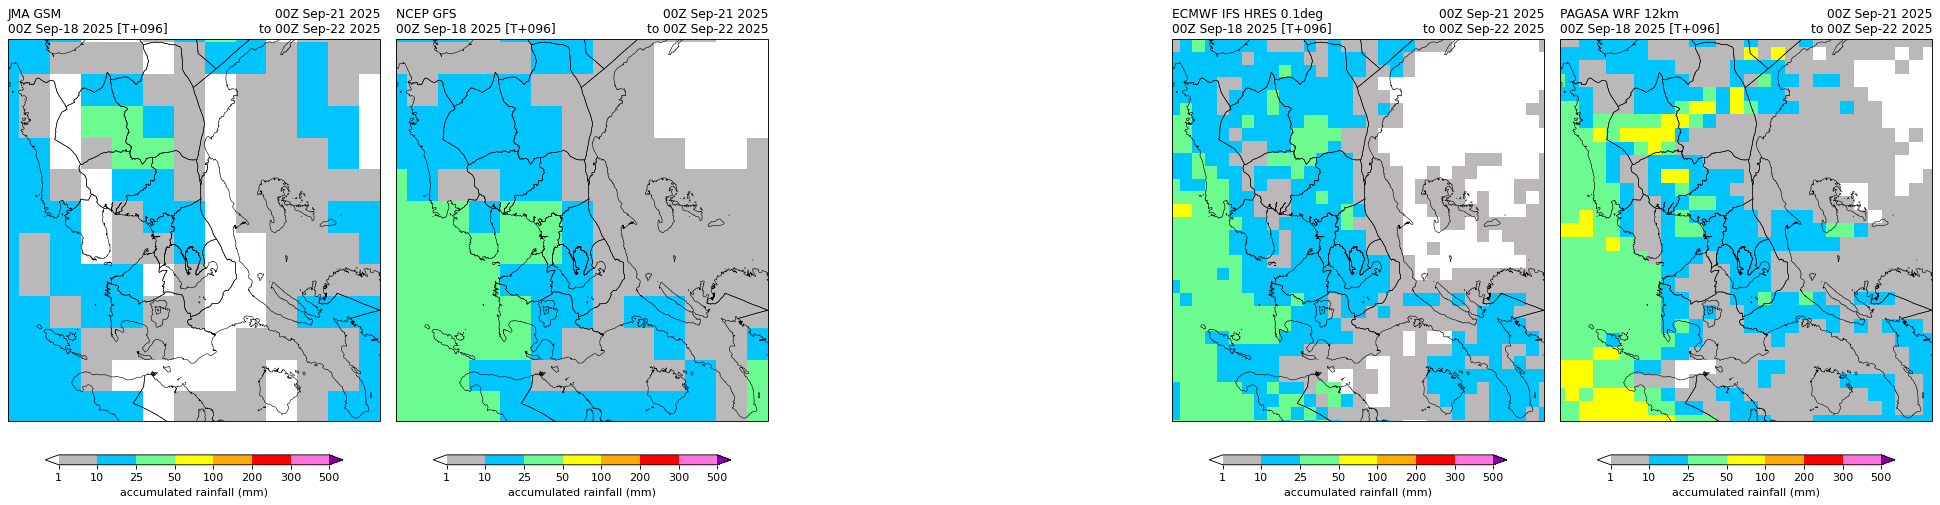 JMA GSM 00Z Sep-21 2025
00Z Sep-18 2025 [T+096] to 00Z Sep-22 2025
1 10 25 50 100 200 300 500
accumulated rainfall (mm)
NCEP GFS 00Z Sep-21 2025
00Z Sep-18 2025 [T+096] to 00Z Sep-22 2025
1 10 25 50 100 200 300 500
accumulated rainfall (mm)
ECMWF IFS HRES 0.1deg 00Z Sep-21 2025
00Z Sep-18 2025 [T+096] to 00Z Sep-22 2025
1 10 25 50 100 200 300 500
accumulated rainfall (mm)
PAGASA WRF 12km 00Z Sep-21 2025
00Z Sep-18 2025 [T+096] to 00Z Sep-22 2025
1 10 25 50 100 200 300 500
accumulated rainfall (mm)